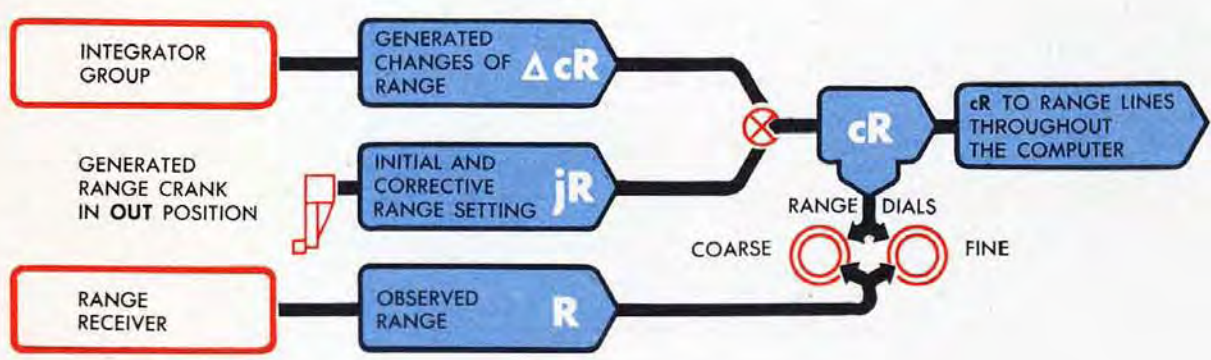 INTEGRATOR
GROUP
GENERATED
CHANGES OF
RANGE
Δ cR
GENERATED
RANGE CRANK
IN OUT POSITION
INITIAL AND
CORRECTIVE
RANGE SETTING
jR
cR
cR TO RANGE LINES
THROUGHOUT
THE COMPUTER
RANGE DIALS
COARSE
FINE
RANGE
RECEIVER
OBSERVED
RANGE
R